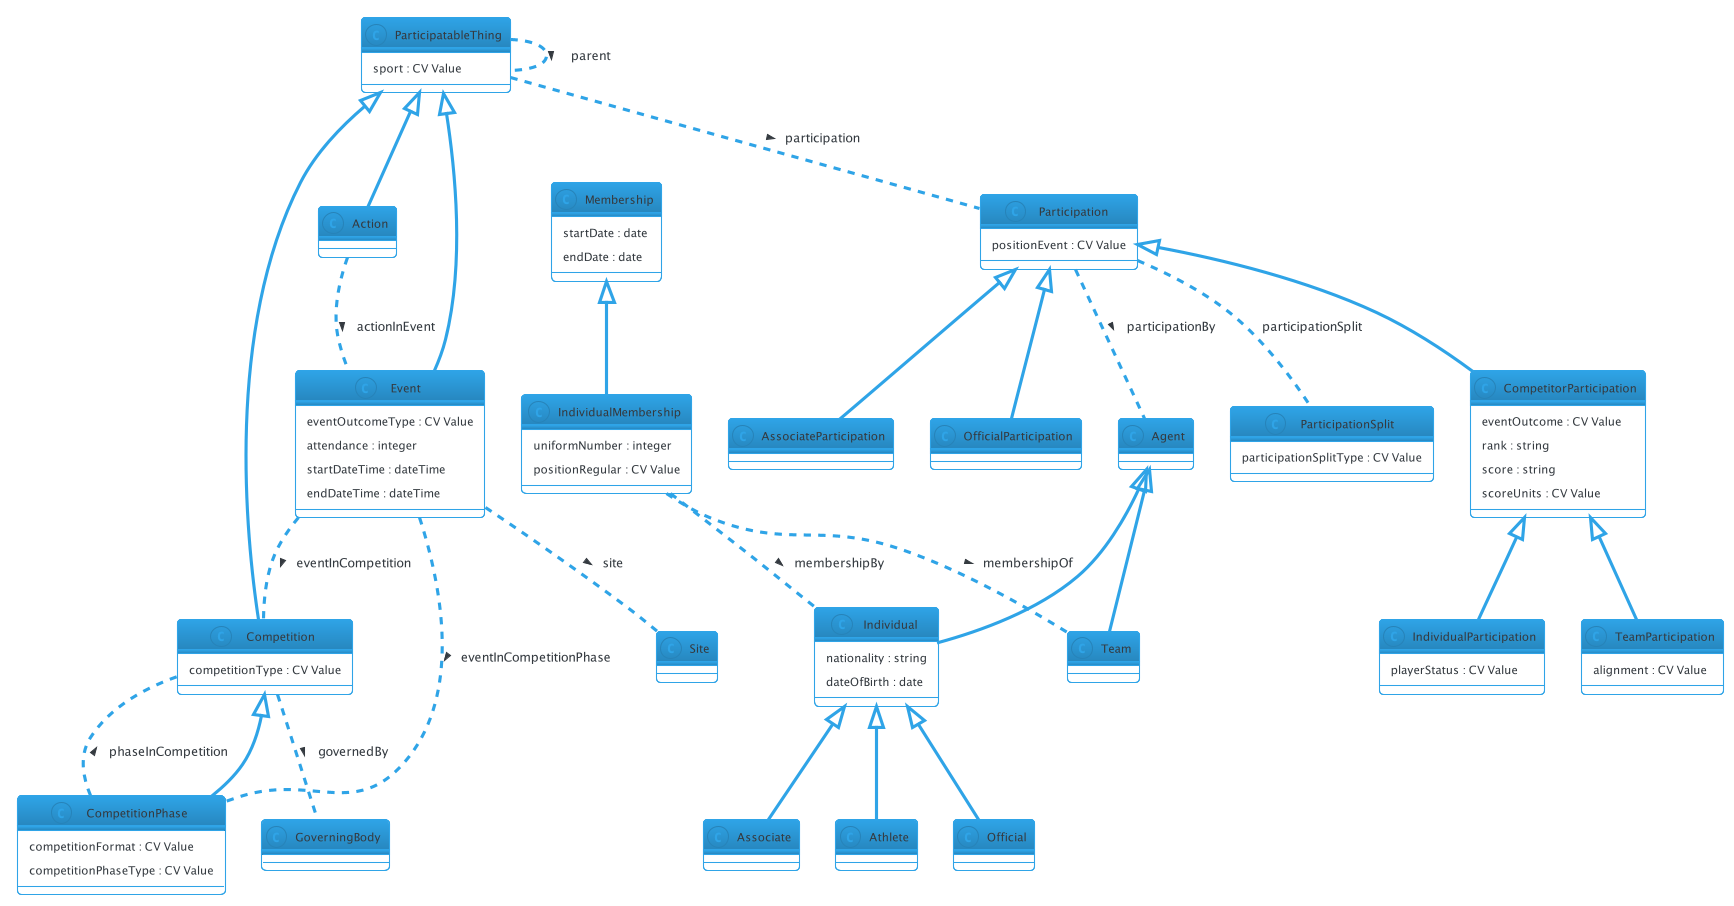 C ParticipatableThing
sport : CV Value
parent
participation
C Membership
startDate : date
endDate : date
C Participation
positionEvent : CV Value
C Action
actionInEvent
participationBy
participationSplit
C Event
eventOutcomeType : CV Value
attendance : integer
startDateTime : dateTime
endDateTime : dateTime
C IndividualMembership
uniformNumber : integer
positionRegular : CV Value
C AssociateParticipation
C OfficialParticipation
C Agent
C ParticipationSplit
participationSplitType : CV Value
C CompetitorParticipation
eventOutcome : CV Value
rank : string
score : string
scoreUnits : CV Value
eventInCompetition
site
membershipBy
membershipOf
C Competition
competitionType : CV Value
eventInCompetitionPhase
C Site
C Individual
nationality : string
dateOfBirth : date
C Team
C IndividualParticipation
playerStatus : CV Value
C TeamParticipation
alignment : CV Value
phaseInCompetition
governedBy
C CompetitionPhase
competitionFormat : CV Value
competitionPhaseType : CV Value
C GoverningBody
C Associate
C Athlete
C Official